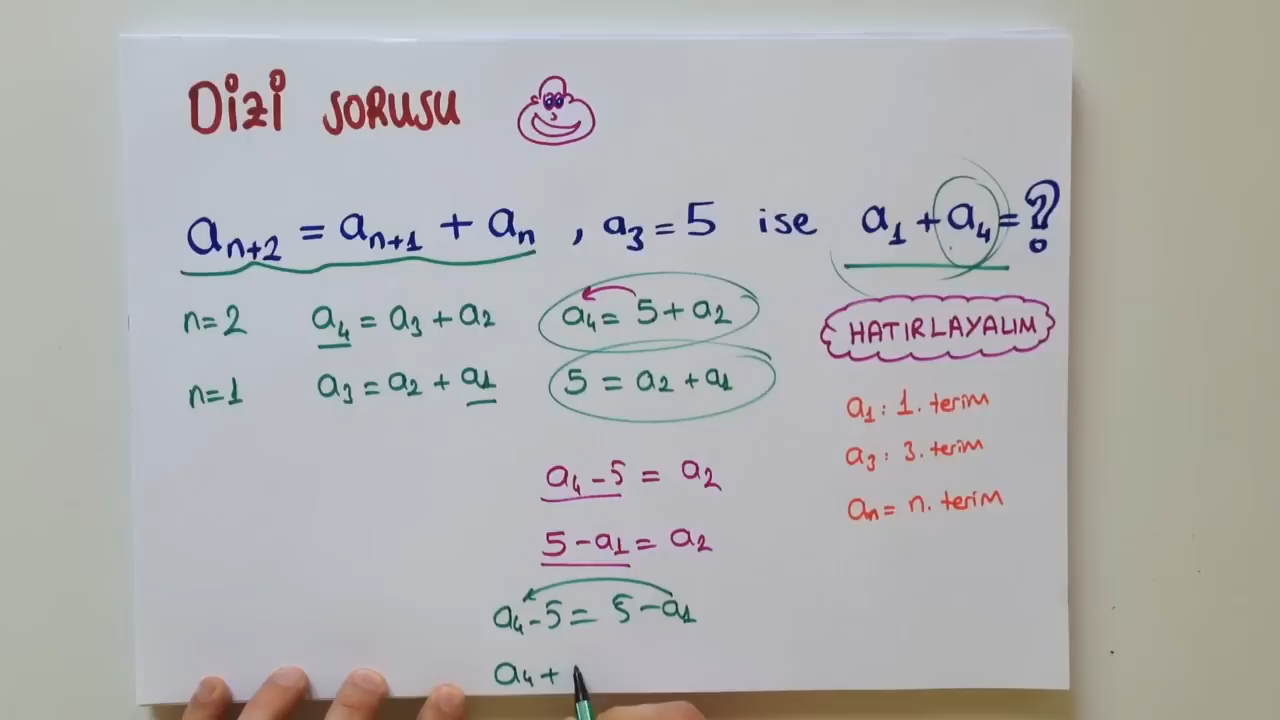 Dizi SORUSU
aₙ₊₂ = aₙ₊₁ + aₙ , a₃ = 5 ise a₁ + a₄ = ?
n=2 a₄ = a₃ + a₂ a₄ = 5 + a₂
n=1 a₃ = a₂ + a₁ 5 = a₂ + a₁
a₄ - 5 = a₂
5 - a₁ = a₂
a₄ - 5 = 5 - a₁
a₄ +
HATIRLAYALIM
a₁ : 1. terim
a₃ : 3. terim
aₙ = n. terim